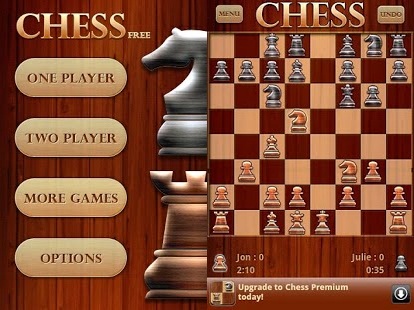 CHESS FREE
ONE PLAYER
TWO PLAYER
MORE GAMES
OPTIONS
MENU
CHESS
UNDO
Jon : 0
Julie : 0
2:10
0:35
Upgrade to Chess Premium
today!